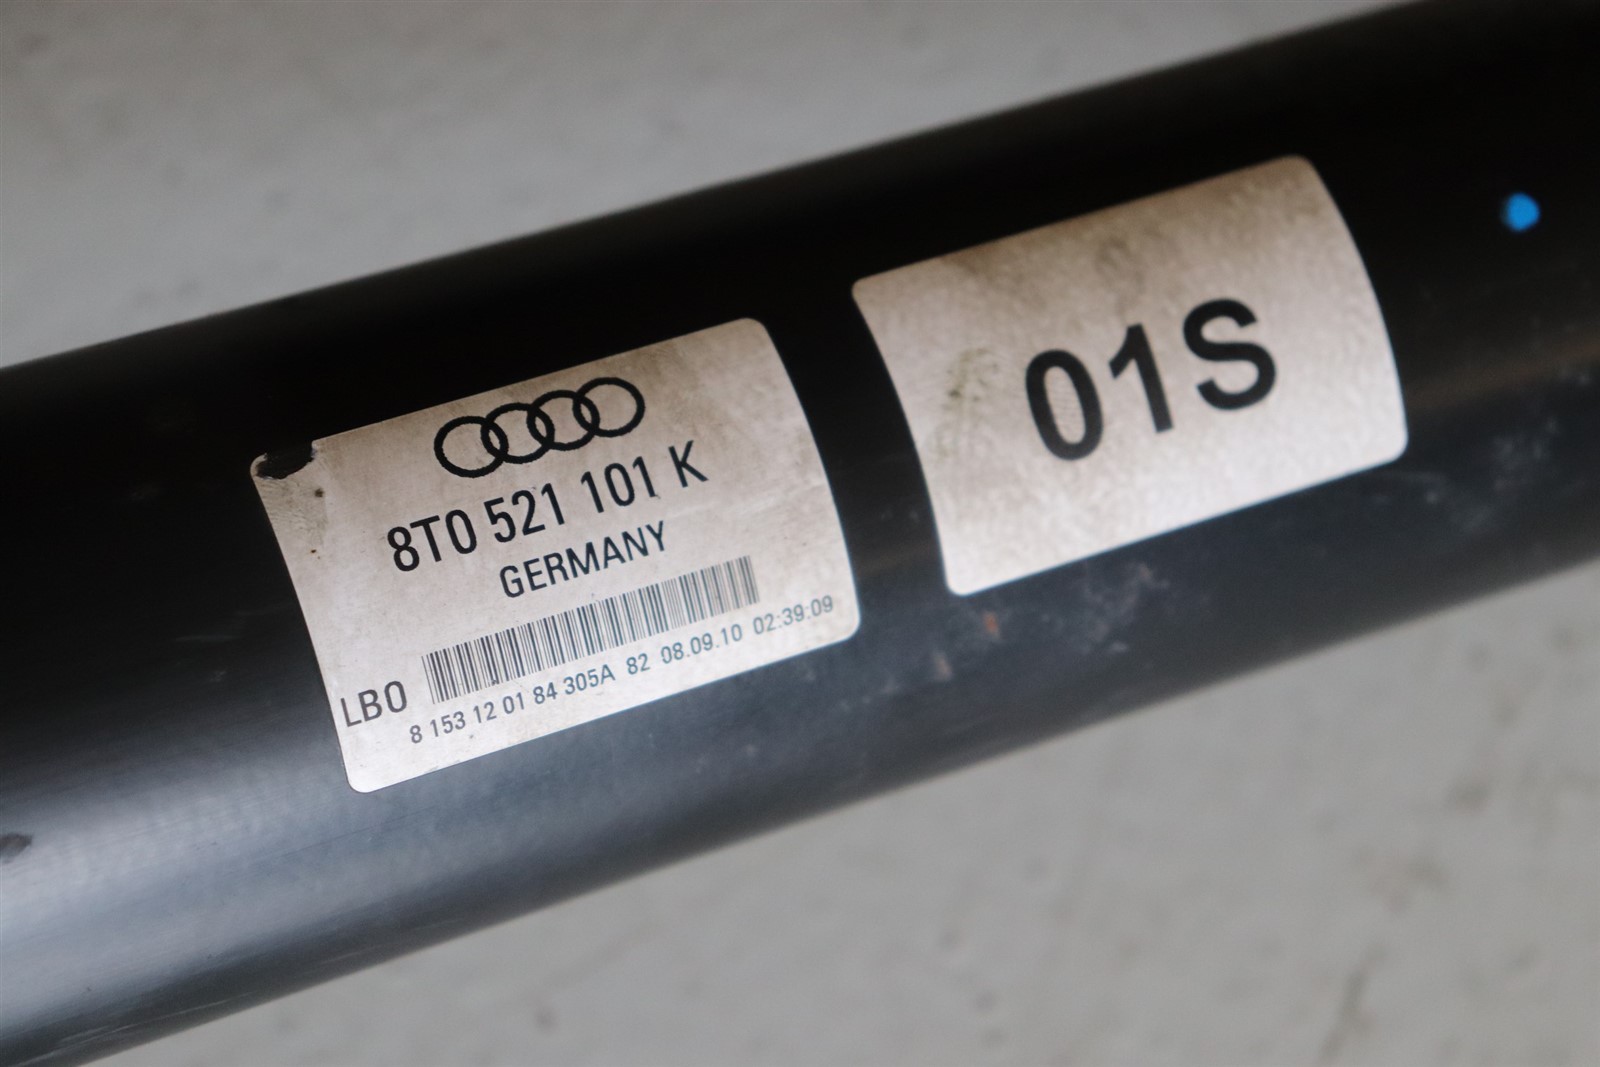 8T0 521 101 K
GERMANY
LBO
8 153 12 01 84 305A 82 08.09.10 02:39:09
01S